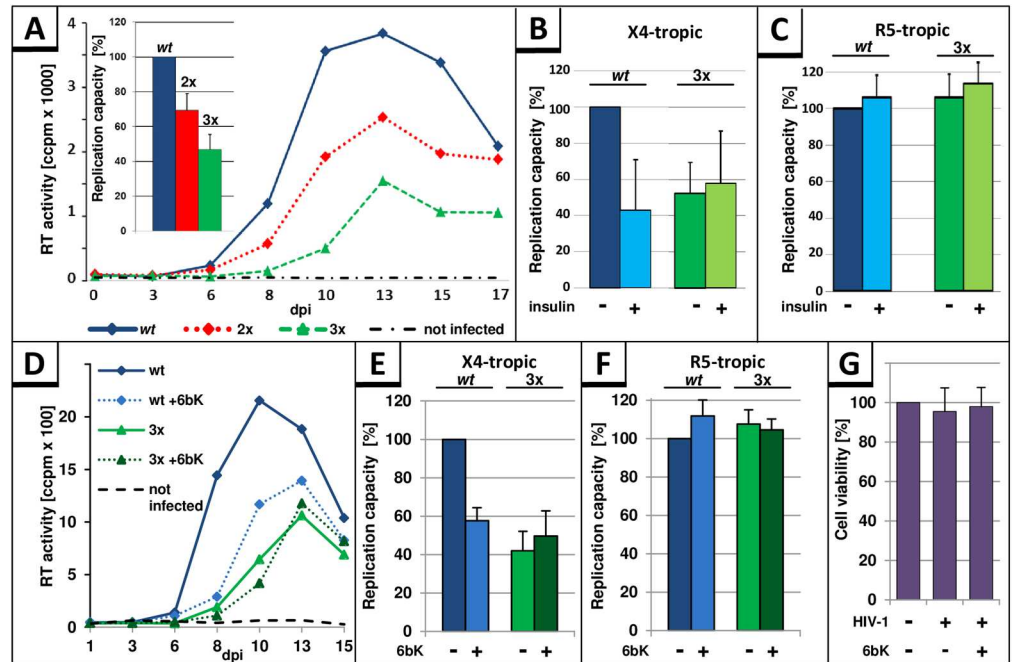 A
RT activity [ccpm x 1000]
4
3
2
1
0
0 3 6 8 10 13 15 17
dpi
wt 2x 3x not infected
Replication capacity [%]
120
100
80
60
40
20
0
wt
2x
3x
B
X4-tropic
wt 3x
Replication capacity [%]
120
100
80
60
40
20
0
insulin - + - +
C
R5-tropic
wt 3x
Replication capacity [%]
120
100
80
60
40
20
0
insulin - + - +
D
RT activity [ccpm x 100]
20
15
10
5
0
1 3 6 8 10 13 15
dpi
wt
wt +6bK
3x
3x +6bK
not
infected
E
X4-tropic
wt 3x
Replication capacity [%]
120
100
80
60
40
20
0
6bK - + - +
F
R5-tropic
wt 3x
Replication capacity [%]
120
100
80
60
40
20
0
6bK - + - +
G
Cell viability [%]
100
80
60
40
20
0
HIV-1 - + +
6bK - - +